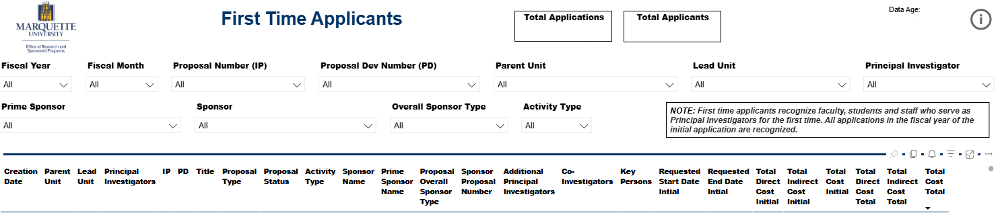 MARQUETTE
UNIVERSITY
Office of Research and
Sponsored Programs
First Time Applicants
Total Applications
Total Applicants
Data Age:
i
Fiscal Year
Fiscal Month
Proposal Number (IP)
Proposal Dev Number (PD)
Parent Unit
Lead Unit
Principal Investigator
All
All
All
All
All
All
All
Prime Sponsor
Sponsor
Overall Sponsor Type
Activity Type
All
All
All
All
NOTE: First time applicants recognize faculty, students and staff who serve as
Principal Investigators for the first time. All applications in the fiscal year of the
initial application are recognized.
Creation
Date
Parent
Unit
Lead
Unit
Principal
Investigators
IP
PD
Title
Proposal
Type
Proposal
Status
Activity
Type
Sponsor
Name
Prime
Sponsor
Name
Proposal
Overall
Sponsor
Type
Sponsor
Proposal
Number
Additional
Principal
Investigators
Co-
Investigators
Key
Persons
Requested
Start Date
Intial
Requested
End Date
Intial
Total
Direct
Cost
Initial
Total
Indirect
Cost
Initial
Total
Cost
Initial
Total
Direct
Cost
Total
Total
Indirect
Cost
Total
Total
Cost
Total